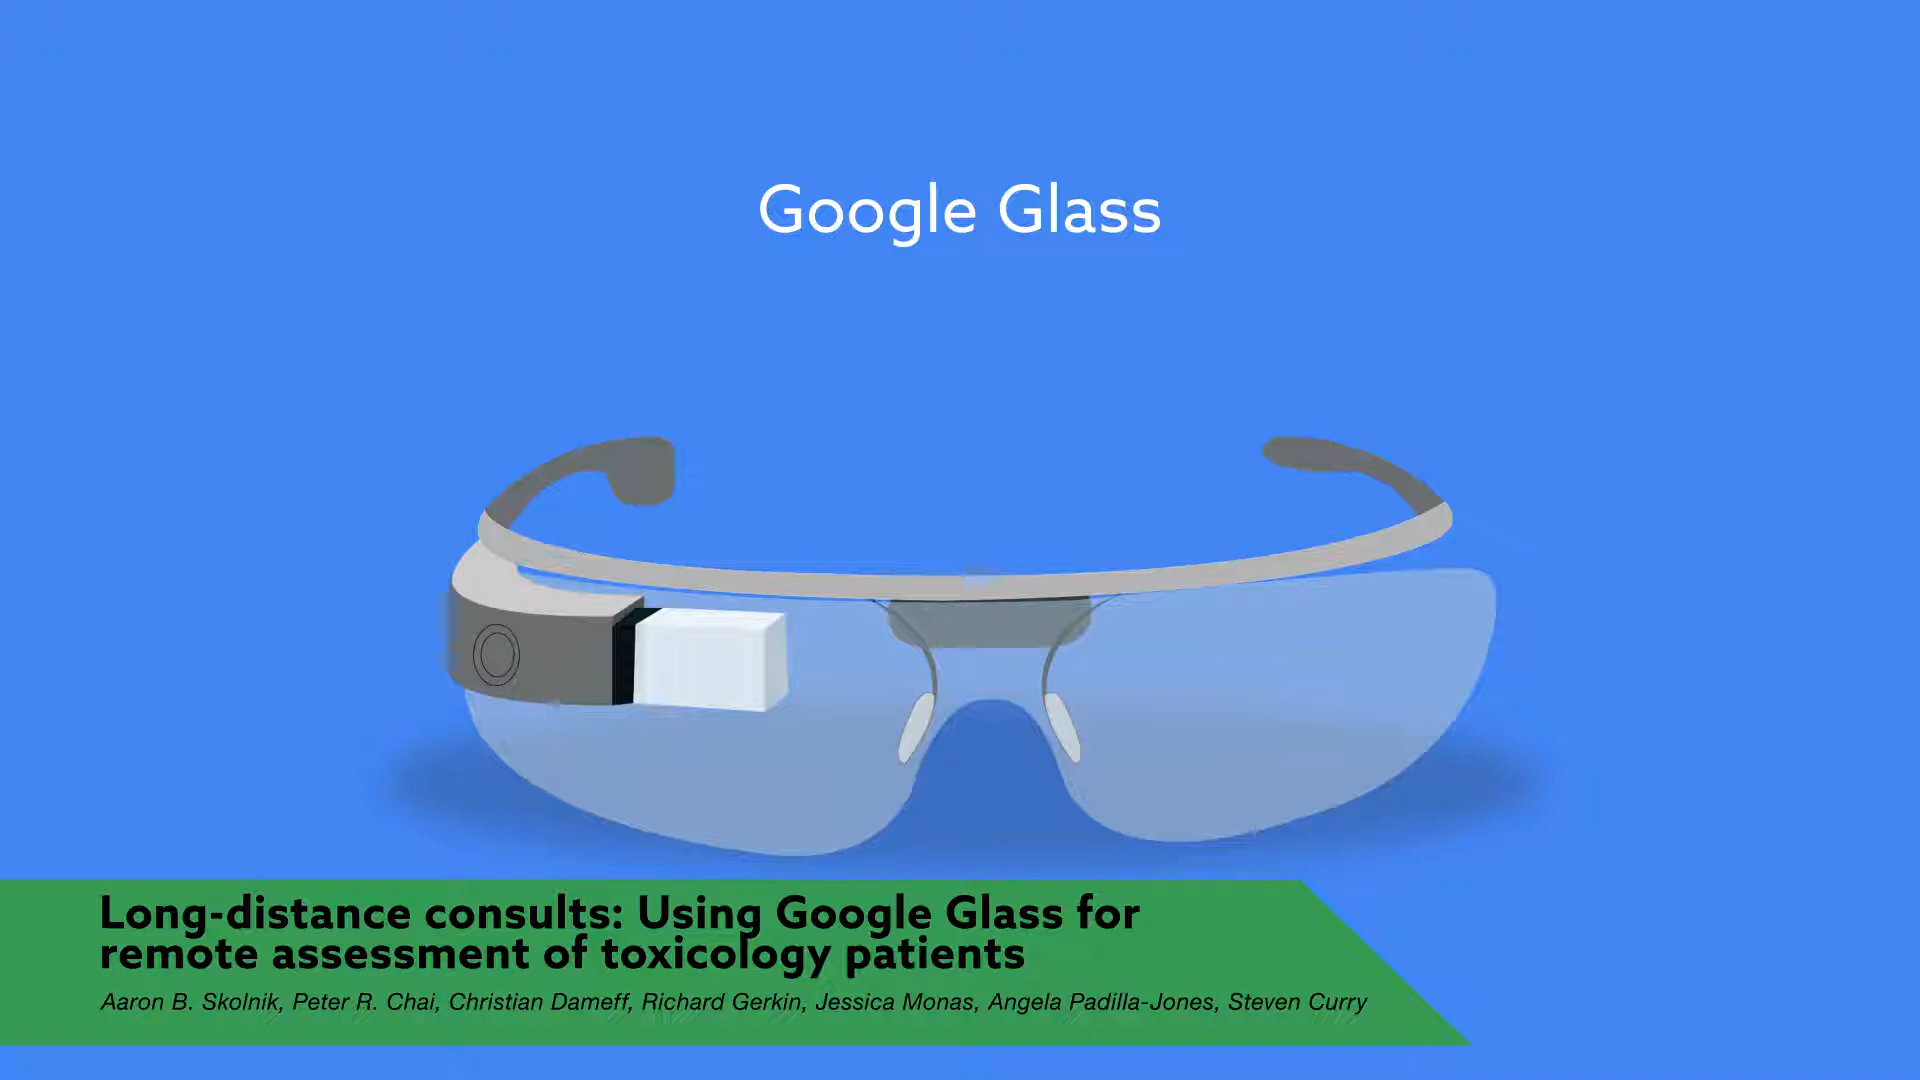 Google Glass
Long-distance consults: Using Google Glass for
remote assessment of toxicology patients
Aaron B. Skolnik, Peter R. Chai, Christian Dameff, Richard Gerkin, Jessica Monas, Angela Padilla-Jones, Steven Curry